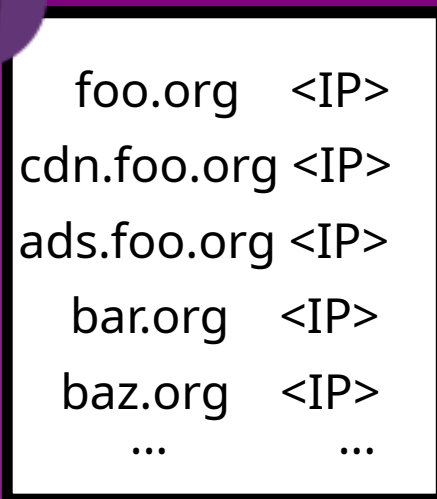 foo.org <IP>
cdn.foo.org <IP>
ads.foo.org <IP>
bar.org <IP>
baz.org <IP>
... ...